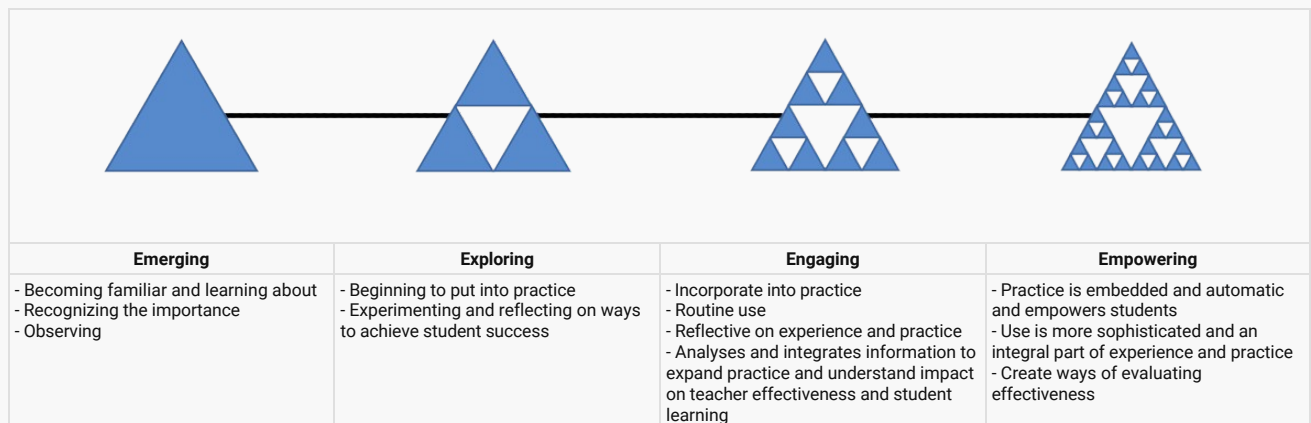 Emerging
Exploring
Engaging
Empowering
- Becoming familiar and learning about
- Recognizing the importance
- Observing
- Beginning to put into practice
- Experimenting and reflecting on ways
to achieve student success
- Incorporate into practice
- Routine use
- Reflective on experience and practice
- Analyses and integrates information to
expand practice and understand impact
on teacher effectiveness and student
learning
- Practice is embedded and automatic
and empowers students
- Use is more sophisticated and an
integral part of experience and practice
- Create ways of evaluating
effectiveness